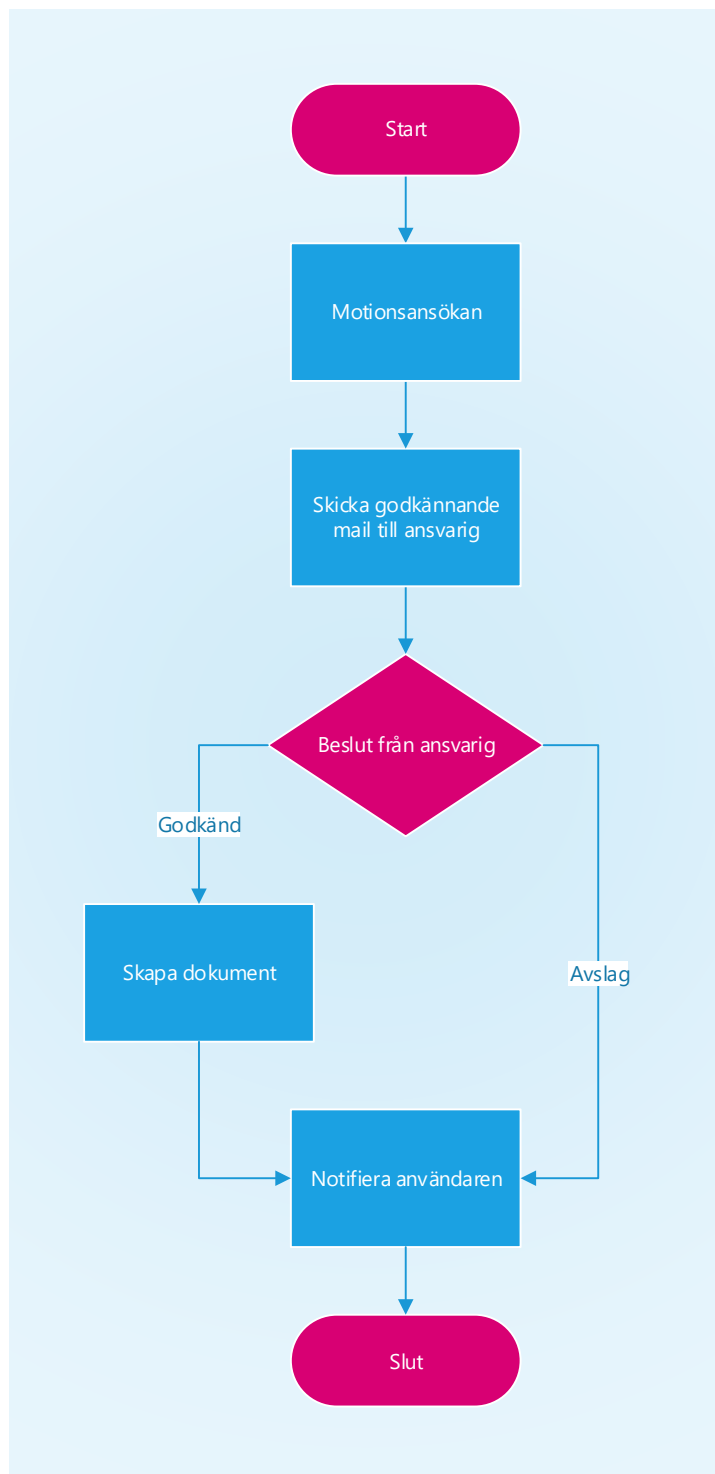 Start
Motionsansökan
Skicka godkännande
mail till ansvarig
Beslut från ansvarig
Godkänd
Skapa dokument
Avslag
Notifiera användaren
Slut